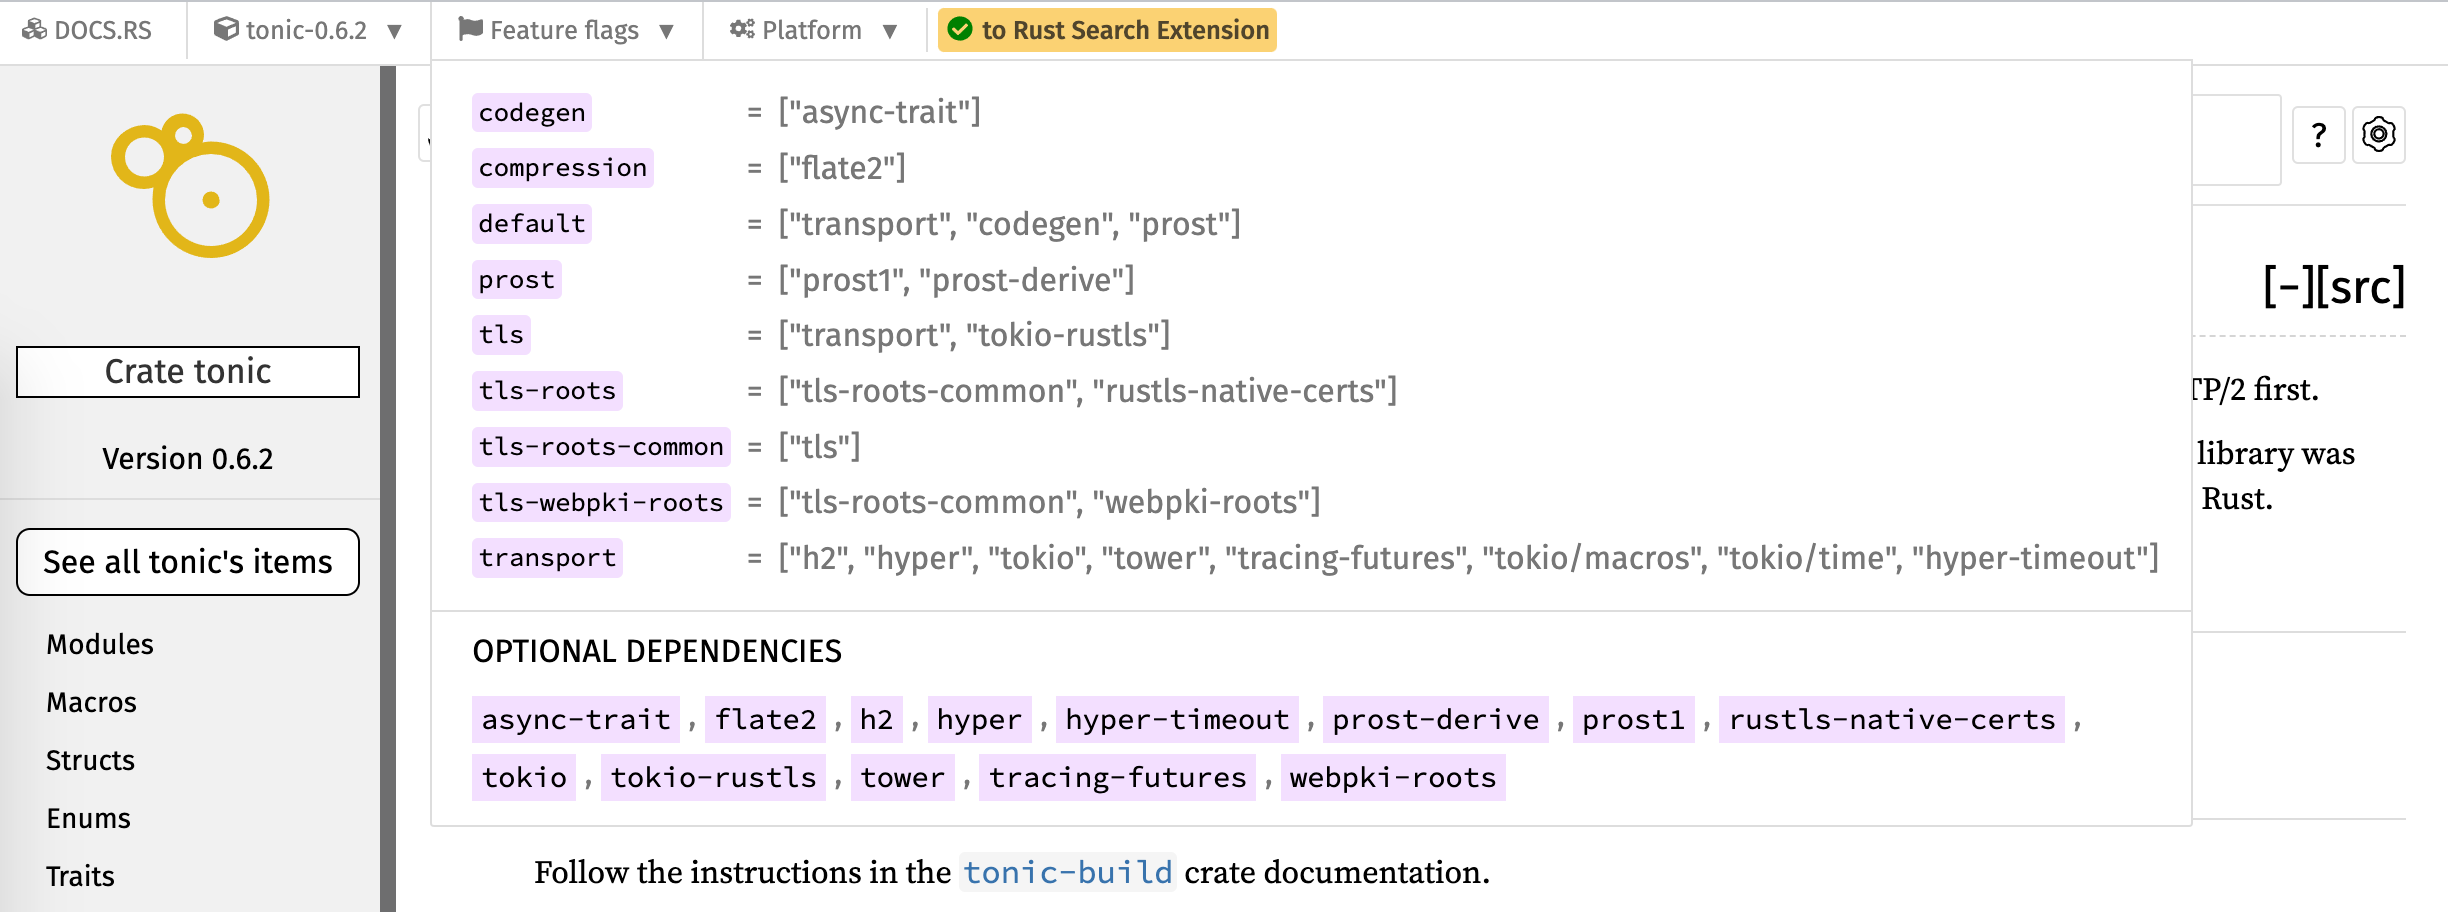 DOCS.RS tonic-0.6.2 ▼ Feature flags ▼ Platform ▼ to Rust Search Extension
codegen = ["async-trait"]
compression = ["flate2"]
default = ["transport", "codegen", "prost"]
prost = ["prost1", "prost-derive"]
tls = ["transport", "tokio-rustls"]
tls-roots = ["tls-roots-common", "rustls-native-certs"]
tls-roots-common = ["tls"]
tls-webpki-roots = ["tls-roots-common", "webpki-roots"]
transport = ["h2", "hyper", "tokio", "tower", "tracing-futures", "tokio/macros", "tokio/time", "hyper-timeout"]
OPTIONAL DEPENDENCIES
async-trait , flate2 , h2 , hyper , hyper-timeout , prost-derive , prost1 , rustls-native-certs ,
tokio , tokio-rustls , tower , tracing-futures , webpki-roots
Crate tonic
Version 0.6.2
See all tonic's items
Modules
Macros
Structs
Enums
Traits
?
[-][src]
TP/2 first.
library was
Rust.
Follow the instructions in the tonic-build crate documentation.